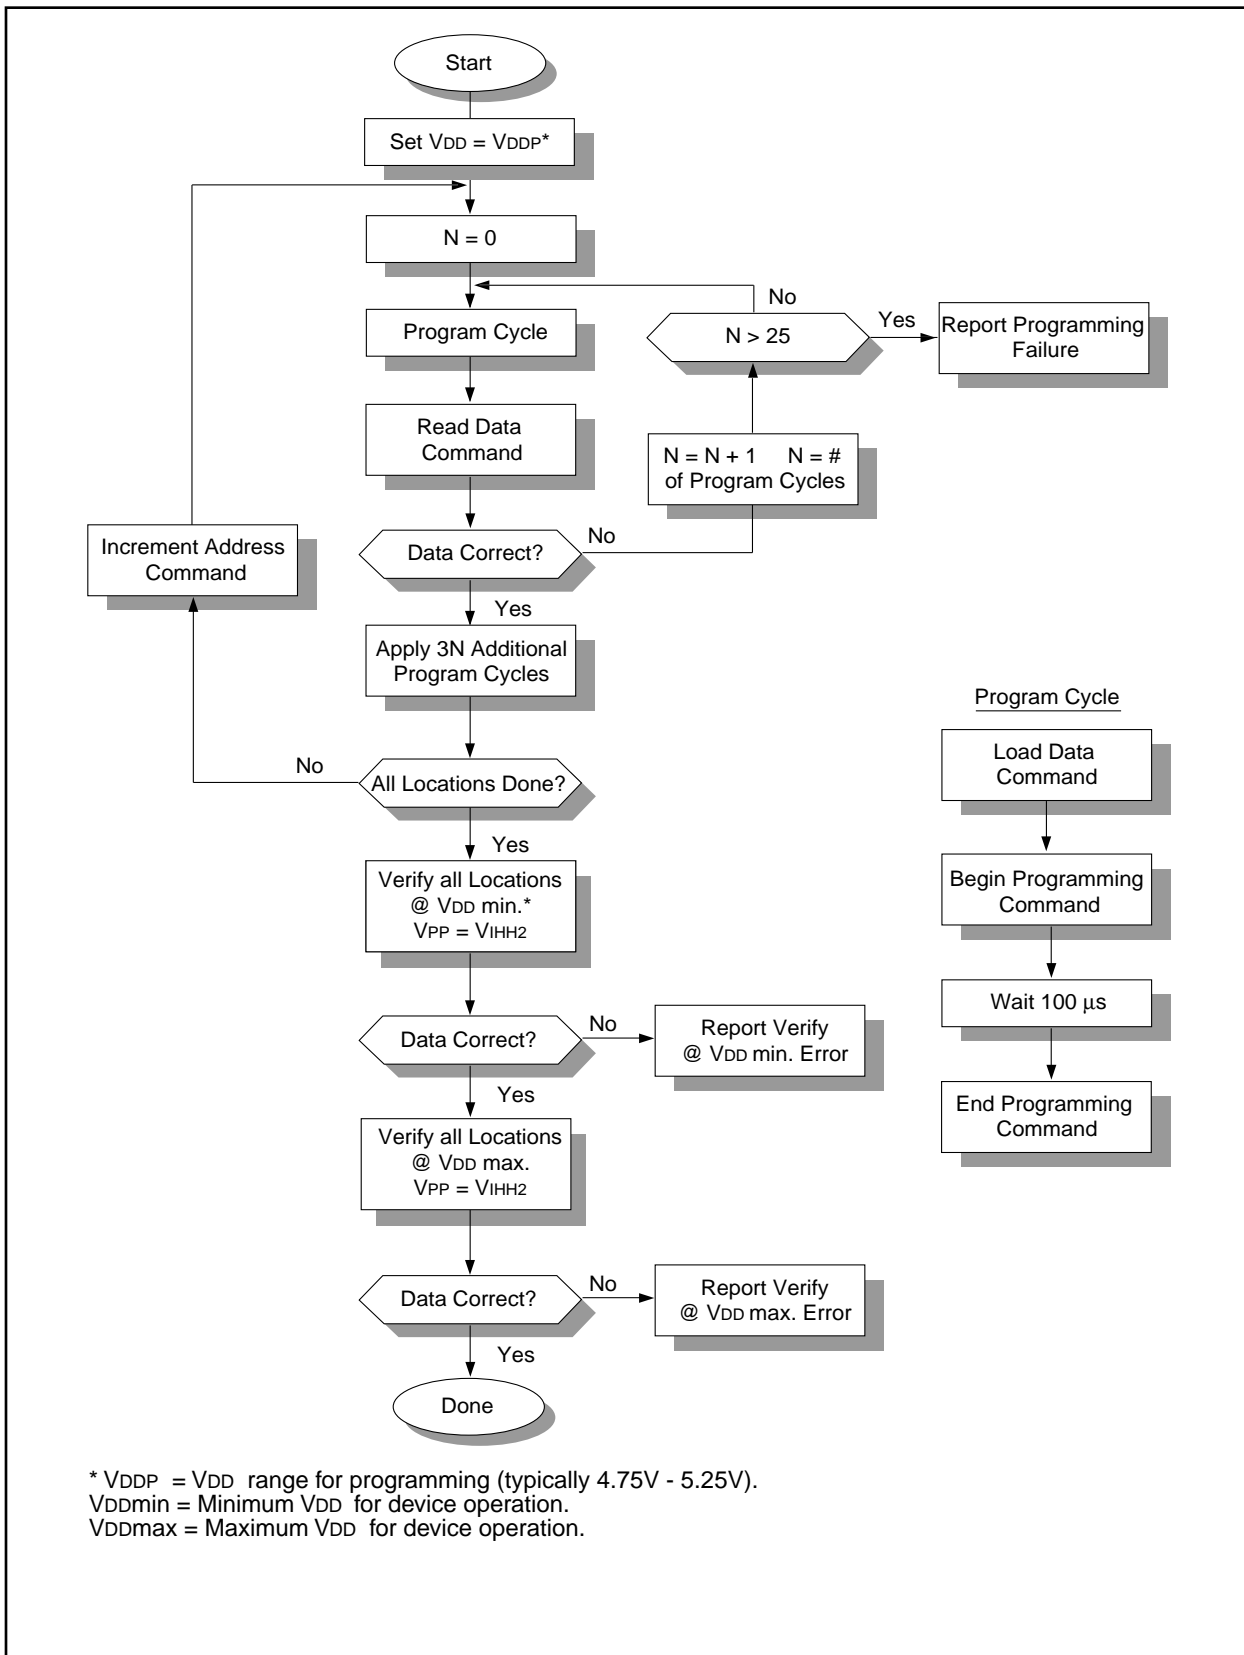 Start
Set VDD = VDDP*
N = 0
No
N > 25
Yes
Report Programming
Failure
Program Cycle
Read Data
Command
N = N + 1 N = #
of Program Cycles
No
Data Correct?
Increment Address
Command
Yes
Apply 3N Additional
Program Cycles
No
All Locations Done?
Yes
Verify all Locations
@ VDD min.*
VPP = VIHH2
Data Correct?
No
Report Verify
@ VDD min. Error
Yes
Verify all Locations
@ VDD max.
VPP = VIHH2
Data Correct?
No
Report Verify
@ VDD max. Error
Yes
Done
Program Cycle
Load Data
Command
Begin Programming
Command
Wait 100 μs
End Programming
Command
* VDDP = VDD range for programming (typically 4.75V - 5.25V).
VDDmin = Minimum VDD for device operation.
VDDmax = Maximum VDD for device operation.